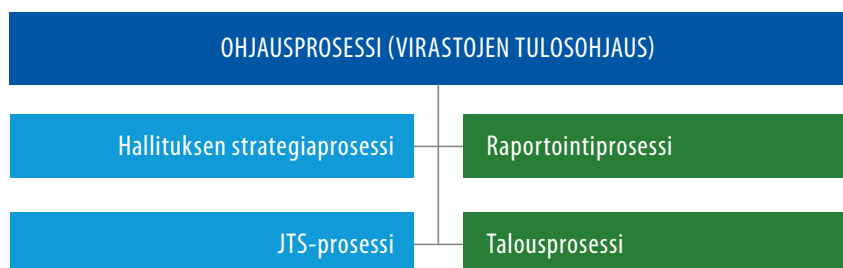 OHJAUSPROSESSI (VIRASTOJEN TULOSOHJAUS)
Hallituksen strategiaprosessi
Raportointiprosessi
JTS-prosessi
Talousprosessi